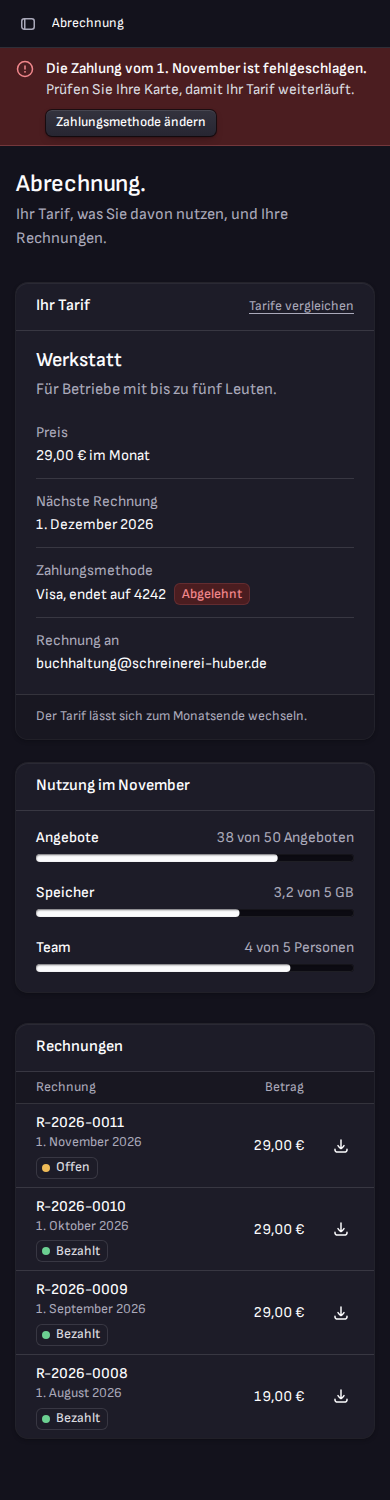 Abrechnung
Die Zahlung vom 1. November ist fehlgeschlagen.
Prüfen Sie Ihre Karte, damit Ihr Tarif weiterläuft.
Zahlungsmethode ändern
Abrechnung.
Ihr Tarif, was Sie davon nutzen, und Ihre
Rechnungen.
Ihr Tarif Tarife vergleichen
Werkstatt
Für Betriebe mit bis zu fünf Leuten.
Preis
29,00 € im Monat
Nächste Rechnung
1. Dezember 2026
Zahlungsmethode
Visa, endet auf 4242 Abgelehnt
Rechnung an
buchhaltung@schreinerei-huber.de
Der Tarif lässt sich zum Monatsende wechseln.
Nutzung im November
Angebote 38 von 50 Angeboten
Speicher 3,2 von 5 GB
Team 4 von 5 Personen
Rechnungen
Rechnung Betrag
R-2026-0011
1. November 2026
29,00 €
Offen
R-2026-0010
1. Oktober 2026
29,00 €
Bezahlt
R-2026-0009
1. September 2026
29,00 €
Bezahlt
R-2026-0008
1. August 2026
19,00 €
Bezahlt